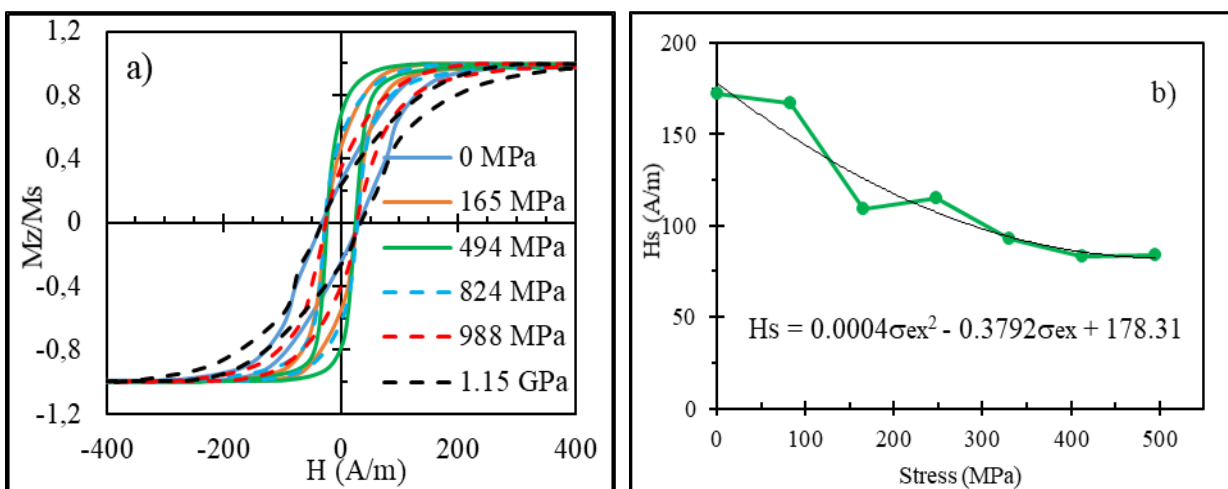 a)
1,2
0,8
0,4
0
-0,4
-0,8
-1,2
Mz/Ms
-400
-200
0
200
400
H (A/m)
0 MPa
165 MPa
494 MPa
824 MPa
988 MPa
1.15 GPa
b)
200
150
100
50
0
Hs (A/m)
Hs = 0.0004σex² - 0.3792σex + 178.31
0
100
200
300
400
500
Stress (MPa)